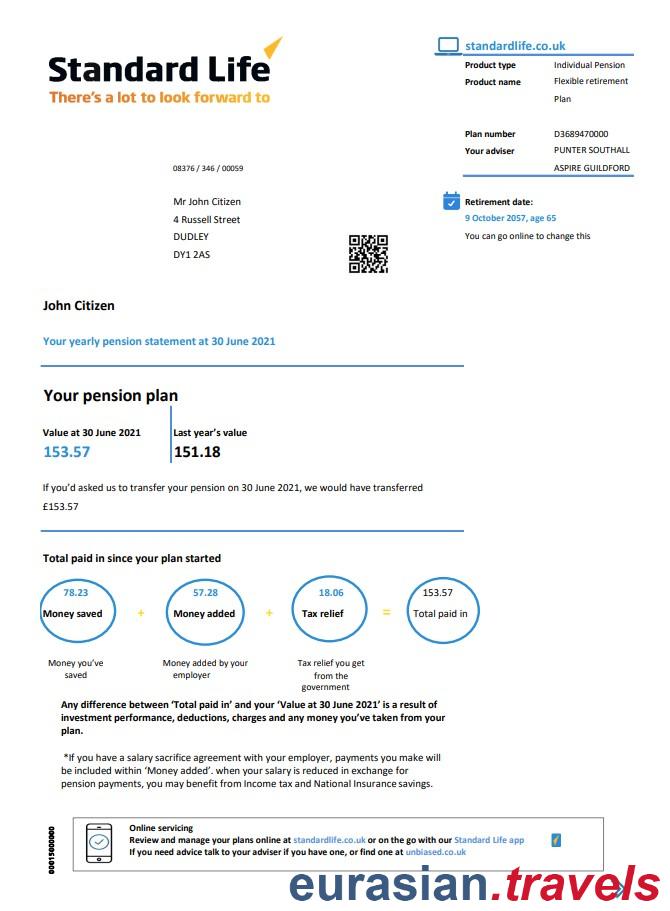 Standard Life
There's a lot to look forward to
standardlife.co.uk
Product type Individual Pension
Product name Flexible retirement
Plan
Plan number D3689470000
Your adviser PUNTER SOUTHALL
ASPIRE GUILDFORD
08376 / 346 / 00059
Mr John Citizen
4 Russell Street
DUDLEY
DY1 2AS
Retirement date:
9 October 2057, age 65
You can go online to change this
John Citizen
Your yearly pension statement at 30 June 2021
Your pension plan
Value at 30 June 2021 Last year's value
153.57 151.18
If you'd asked us to transfer your pension on 30 June 2021, we would have transferred
£153.57
Total paid in since your plan started
78.23 57.28 18.06 153.57
Money saved + Money added + Tax relief = Total paid in
Money you've Money added by your Tax relief you get
saved employer from the
government
Any difference between 'Total paid in' and your 'Value at 30 June 2021' is a result of
investment performance, deductions, charges and any money you've taken from your
plan.
*If you have a salary sacrifice agreement with your employer, payments you make will
be included within 'Money added'. when your salary is reduced in exchange for
pension payments, you may benefit from Income tax and National Insurance savings.
00015000000
Online servicing
Review and manage your plans online at standardlife.co.uk or on the go with our Standard Life app
If you need advice talk to your adviser if you have one, or find one at unbiased.co.uk
eurasian.travels